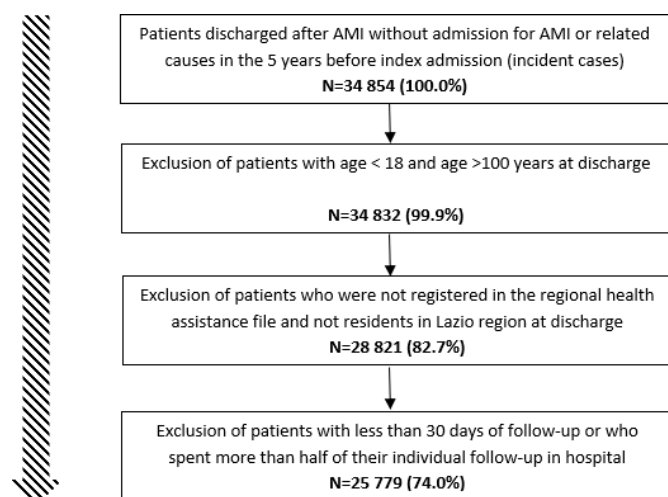 Patients discharged after AMI without admission for AMI or related
causes in the 5 years before index admission (incident cases)
N=34 854 (100.0%)
Exclusion of patients with age < 18 and age >100 years at discharge
N=34 832 (99.9%)
Exclusion of patients who were not registered in the regional health
assistance file and not residents in Lazio region at discharge
N=28 821 (82.7%)
Exclusion of patients with less than 30 days of follow-up or who
spent more than half of their individual follow-up in hospital
N=25 779 (74.0%)